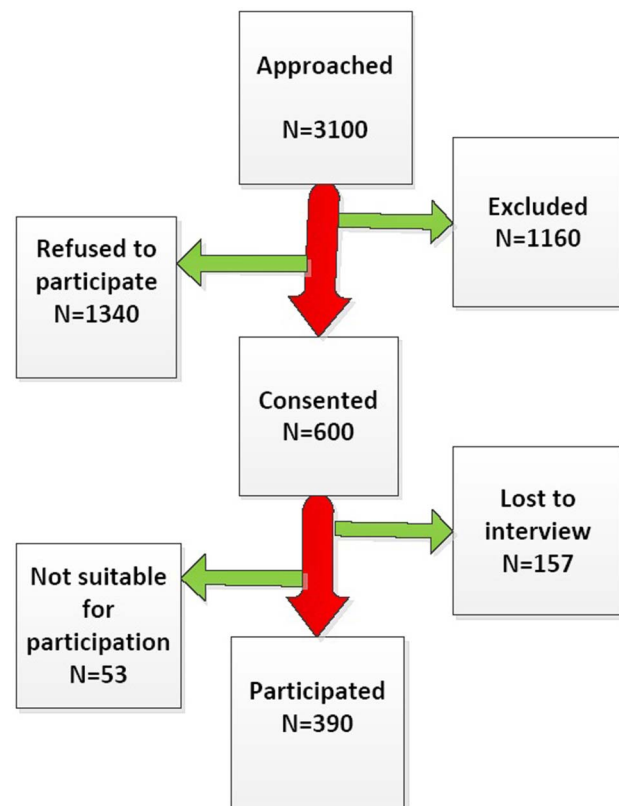 Approached
N=3100
Excluded
N=1160
Refused to
participate
N=1340
Consented
N=600
Lost to
interview
N=157
Not suitable
for
participation
N=53
Participated
N=390